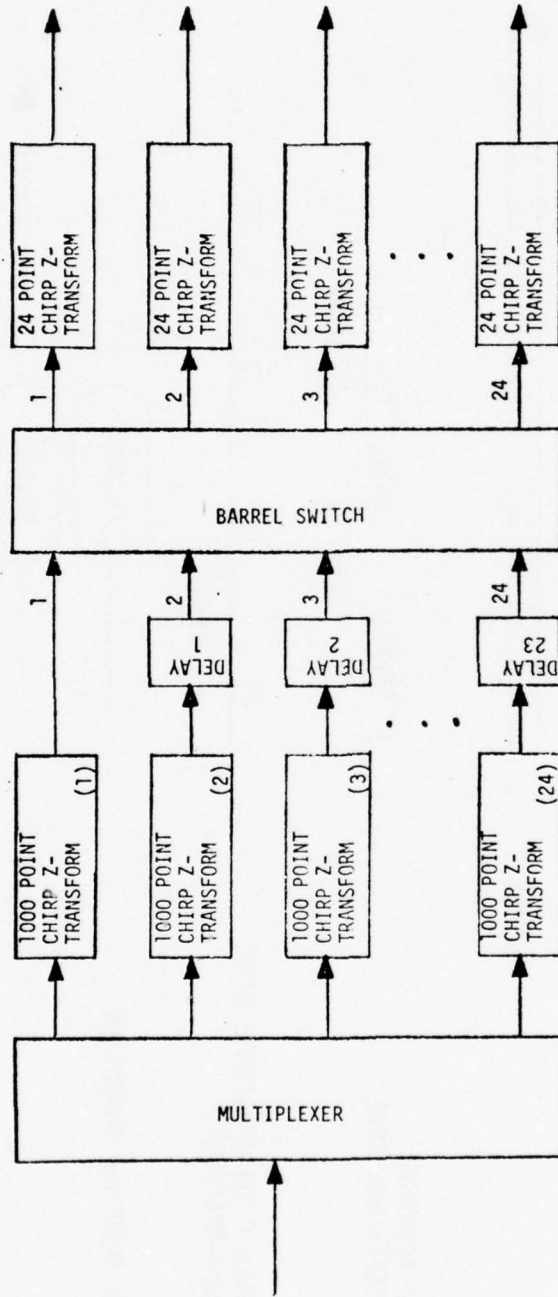 MULTIPLEXER
1000 POINT
CHIRP Z-
TRANSFORM
(1)
1000 POINT
CHIRP Z-
TRANSFORM
(2)
1000 POINT
CHIRP Z-
TRANSFORM
(3)
1000 POINT
CHIRP Z-
TRANSFORM
(24)
DELAY
1
DELAY
2
DELAY
23
1
2
3
24
BARREL SWITCH
1
2
3
24
24 POINT
CHIRP Z-
TRANSFORM
24 POINT
CHIRP Z-
TRANSFORM
24 POINT
CHIRP Z-
TRANSFORM
24 POINT
CHIRP Z-
TRANSFORM